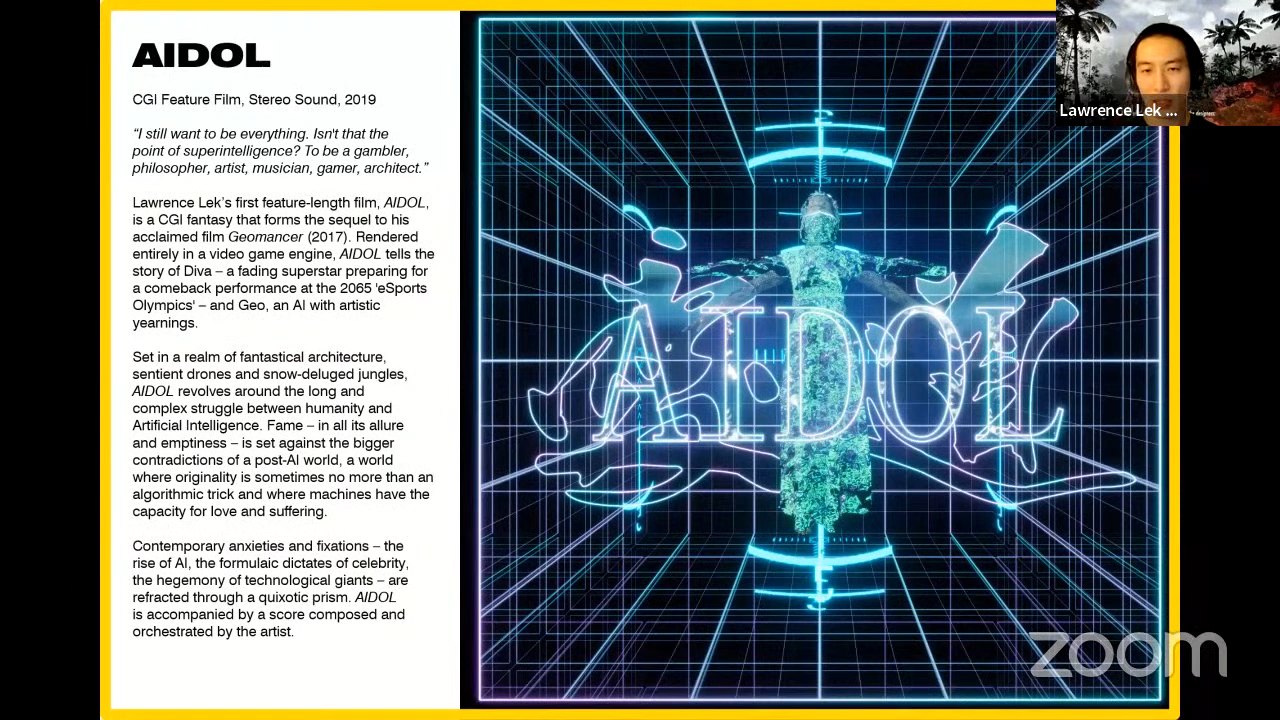 AIDOL
CGI Feature Film, Stereo Sound, 2019
“I still want to be everything. Isn't that the
point of superintelligence? To be a gambler,
philosopher, artist, musician, gamer, architect.”
Lawrence Lek’s first feature-length film, AIDOL,
is a CGI fantasy that forms the sequel to his
acclaimed film Geomancer (2017). Rendered
entirely in a video game engine, AIDOL tells the
story of Diva – a fading superstar preparing for
a comeback performance at the 2065 'eSports
Olympics' – and Geo, an AI with artistic
yearnings.
Set in a realm of fantastical architecture,
sentient drones and snow-deluged jungles,
AIDOL revolves around the long and
complex struggle between humanity and
Artificial Intelligence. Fame – in all its allure
and emptiness – is set against the bigger
contradictions of a post-AI world, a world
where originality is sometimes no more than an
algorithmic trick and where machines have the
capacity for love and suffering.
Contemporary anxieties and fixations – the
rise of AI, the formulaic dictates of celebrity,
the hegemony of technological giants – are
refracted through a quixotic prism. AIDOL
is accompanied by a score composed and
orchestrated by the artist.
AIDOL
Lawrence Lek ...
zoom